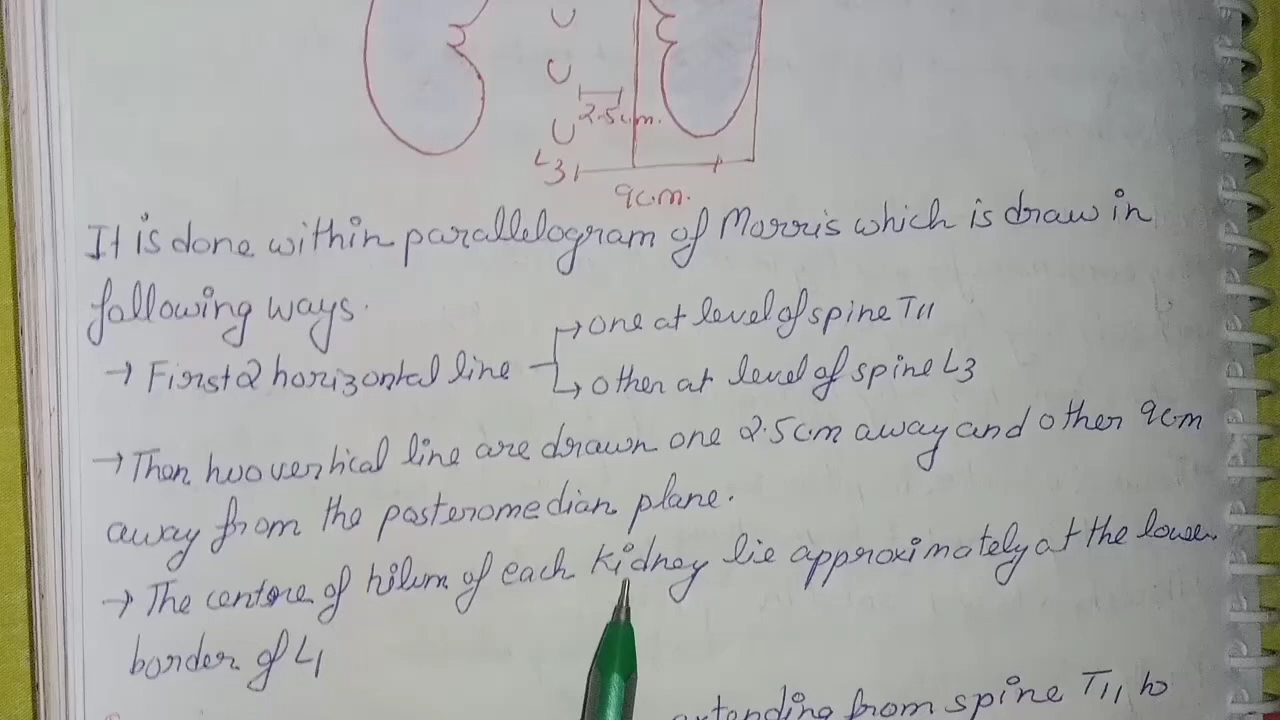 2.5cm.
L3
9cm.
It is done within parallelogram of Morris which is draw in
following ways.
→ First 2 horizontal line → one at level of spine T11
→ other at level of spine L3
→ Then two vertical line are drawn one 2.5cm away and other 9cm
away from the posteromedian plane.
→ The centore of hilum of each kidney lie approximately at the lower
border of L1
extending from spine T11 to